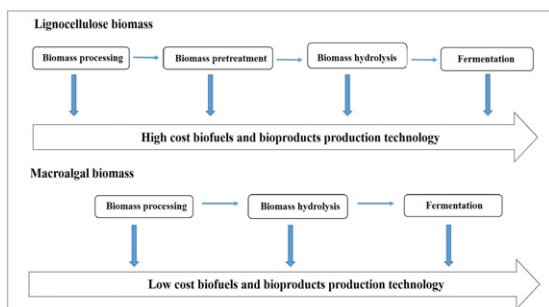 Lignocellulose biomass
Biomass processing
Biomass pretreatment
Biomass hydrolysis
Fermentation
High cost biofuels and bioproducts production technology
Macroalgal biomass
Biomass processing
Biomass hydrolysis
Fermentation
Low cost biofuels and bioproducts production technology